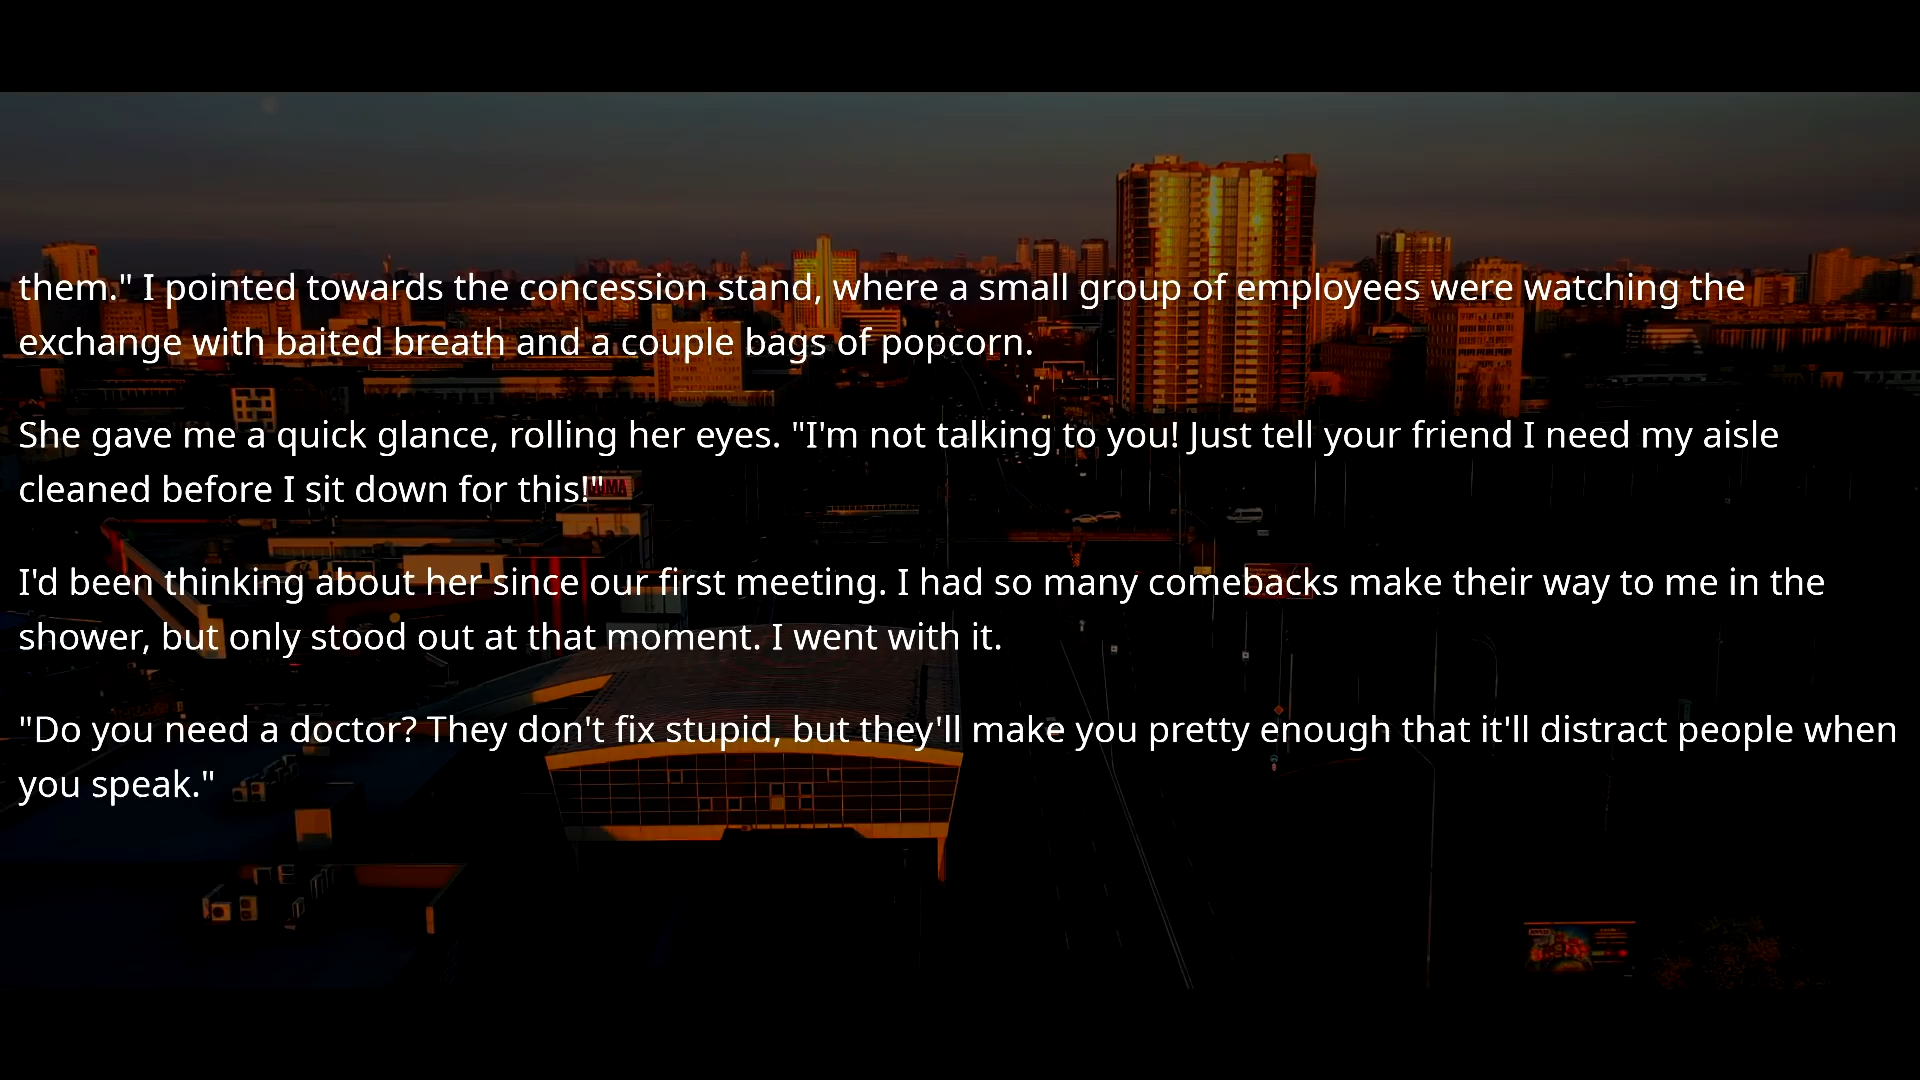 them." I pointed towards the concession stand, where a small group of employees were watching the
exchange with baited breath and a couple bags of popcorn.
She gave me a quick glance, rolling her eyes. "I'm not talking to you! Just tell your friend I need my aisle
cleaned before I sit down for this!"
I'd been thinking about her since our first meeting. I had so many comebacks make their way to me in the
shower, but only stood out at that moment. I went with it.
"Do you need a doctor? They don't fix stupid, but they'll make you pretty enough that it'll distract people when
you speak."